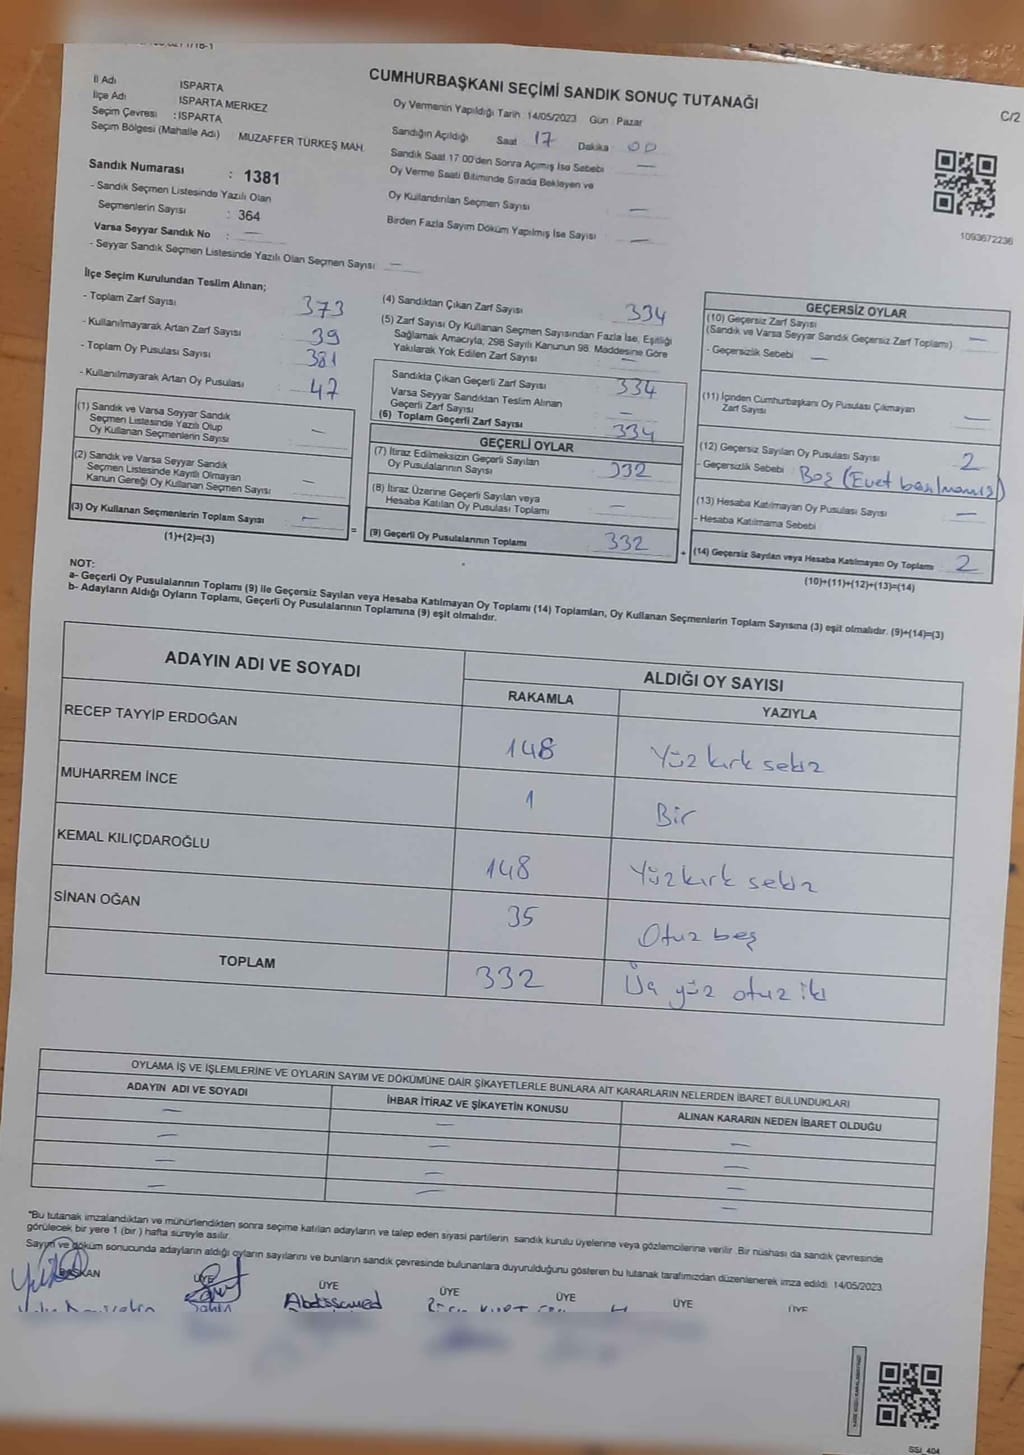 CUMHURBAŞKANI SEÇİMİ SANDIK SONUÇ TUTANAĞI
C/2
İl Adı ISPARTA
İlçe Adı ISPARTA MERKEZ
Seçim Çevresi : ISPARTA
Seçim Bölgesi (Mahalle Adı) : MUZAFFER TÜRKEŞ MAH.
Oy Vermenin Yapıldığı Tarih 14/05/2023 Gün : Pazar
Sandığın Açıldığı Saat 17 Dakika : 00
Sandık Saat 17:00'den Sonra Açımış İse Sebebi —
Oy Verme Saati Bitiminde Sırada Bekleyen ve
Oy Kullandırılan Seçmen Sayısı —
Birden Fazla Sayım Döküm Yapılmış İse Sayısı : —
1093672236
Sandık Numarası : 1381
- Sandık Seçmen Listesinde Yazılı Olan
Seçmenlerin Sayısı : 364
Varsa Seyyar Sandık No : —
- Seyyar Sandık Seçmen Listesinde Yazılı Olan Seçmen Sayısı —
İlçe Seçim Kurulundan Teslim Alınan;
- Toplam Zarf Sayısı 373
- Kullanılmayarak Artan Zarf Sayısı 39
- Toplam Oy Pusulası Sayısı 381
- Kullanılmayarak Artan Oy Pusulası 47
(1) Sandık ve Varsa Seyyar Sandık
Seçmen Listesinde Yazılı Olup
Oy Kullanan Seçmenlerin Sayısı —
(2) Sandık ve Varsa Seyyar Sandık
Seçmen Listesinde Kayıtlı Olmayan
Kanun Gereği Oy Kullanan Seçmen Sayısı —
(3) Oy Kullanan Seçmenlerin Toplam Sayısı —
(1)+(2)=(3)
=
(4) Sandıktan Çıkan Zarf Sayısı 334
(5) Zarf Sayısı Oy Kullanan Seçmen Sayısından Fazla İse, Eşitliği
Sağlamak Amacıyla; 298 Sayılı Kanunun 98. Maddesine Göre
Yakılarak Yok Edilen Zarf Sayısı : —
Sandıkta Çıkan Geçerli Zarf Sayısı 334
Varsa Seyyar Sandıktan Teslim Alınan
Geçerli Zarf Sayısı —
(6) Toplam Geçerli Zarf Sayısı 334
GEÇERLİ OYLAR
(7) İtiraz Edilmeksizin Geçerli Sayılan
Oy Pusulalarının Sayısı 332
(8) İtiraz Üzerine Geçerli Sayılan veya
Hesaba Katılan Oy Pusulası Toplamı —
(9) Geçerli Oy Pusulalarının Toplamı 332
+
GEÇERSİZ OYLAR
(10) Geçersiz Zarf Sayısı
(Sandık ve Varsa Seyyar Sandık Geçersiz Zarf Toplamı) —
- Geçersizlik Sebebi —
(11) İçinden Cumhurbaşkanı Oy Pusulası Çıkmayan
Zarf Sayısı —
(12) Geçersiz Sayılan Oy Pusulası Sayısı 2
- Geçersizlik Sebebi : Boş (Evet basılmamış)
(13) Hesaba Katılmayan Oy Pusulası Sayısı —
- Hesaba Katılmama Sebebi
(14) Geçersiz Sayılan veya Hesaba Katılmayan Oy Toplamı 2
(10)+(11)+(12)+(13)=(14)
NOT:
a- Geçerli Oy Pusulalarının Toplamı (9) ile Geçersiz Sayılan veya Hesaba Katılmayan Oy Toplamı (14) Toplamları, Oy Kullanan Seçmenlerin Toplam Sayısına (3) eşit olmalıdır. (9)+(14)=(3)
b- Adayların Aldığı Oyların Toplamı, Geçerli Oy Pusulalarının Toplamına (9) eşit olmalıdır.
ADAYIN ADI VE SOYADI
ALDIĞI OY SAYISI
RAKAMLA YAZIYLA
RECEP TAYYİP ERDOĞAN 148 Yüz kırk sekiz
MUHARREM İNCE 1 Bir
KEMAL KILIÇDAROĞLU 148 Yüz kırk sekiz
SİNAN OĞAN 35 Otuz beş
TOPLAM 332 Üç yüz otuz iki
OYLAMA İŞ VE İŞLEMLERİNE VE OYLARIN SAYIM VE DÖKÜMÜNE DAİR ŞİKAYETLERLE BUNLARA AİT KARARLARIN NELERDEN İBARET BULUNDUKLARI
ADAYIN ADI VE SOYADI İHBAR İTİRAZ VE ŞİKAYETİN KONUSU ALINAN KARARIN NEDEN İBARET OLDUĞU
— — —
— — —
— — —
— — —
"Bu tutanak imzalandıktan ve mühürlendikten sonra seçime katılan adayların ve talep eden siyasi partilerin sandık kurulu üyelerine veya gözlemcilerine verilir. Bir nüshası da sandık çevresinde
görülecek bir yere 1 (bir ) hafta süreyle asılır.
Sayım ve döküm sonucunda adayların aldığı oyların sayılarını ve bunların sandık çevresinde bulunanlara duyurulduğunu gösteren bu tutanak tarafımızdan düzenlenerek imza edildi. 14/05/2023
BAŞKAN ÜYE ÜYE ÜYE ÜYE ÜYE ÜYE
Şahin Abdüssamed
SSI_404